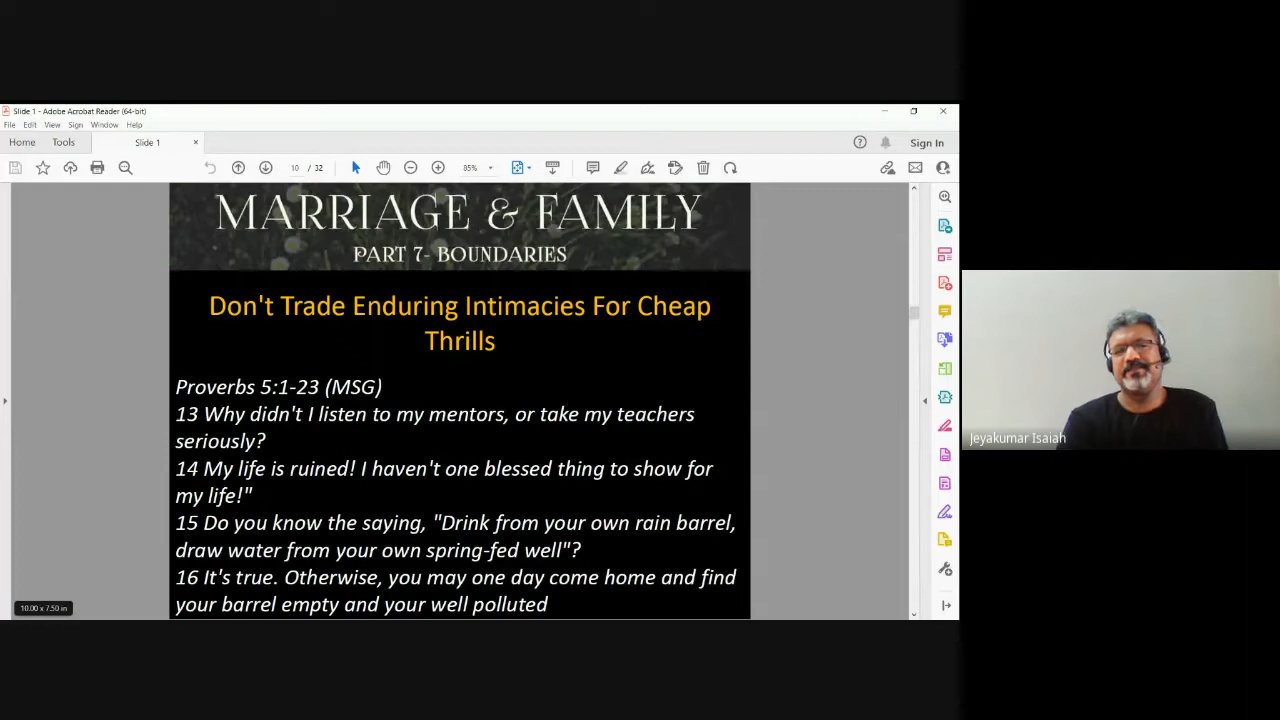 Slide 1 - Adobe Acrobat Reader (64-bit)
File Edit View Sign Window Help
Home Tools Slide 1 × Sign In
10 / 32 85%
MARRIAGE & FAMILY
PART 7- BOUNDARIES
Don't Trade Enduring Intimacies For Cheap
Thrills
Proverbs 5:1-23 (MSG)
13 Why didn't I listen to my mentors, or take my teachers
seriously?
14 My life is ruined! I haven't one blessed thing to show for
my life!"
15 Do you know the saying, "Drink from your own rain barrel,
draw water from your own spring-fed well"?
16 It's true. Otherwise, you may one day come home and find
your barrel empty and your well polluted
10.00 x 7.50 in
Jeyakumar Isaiah